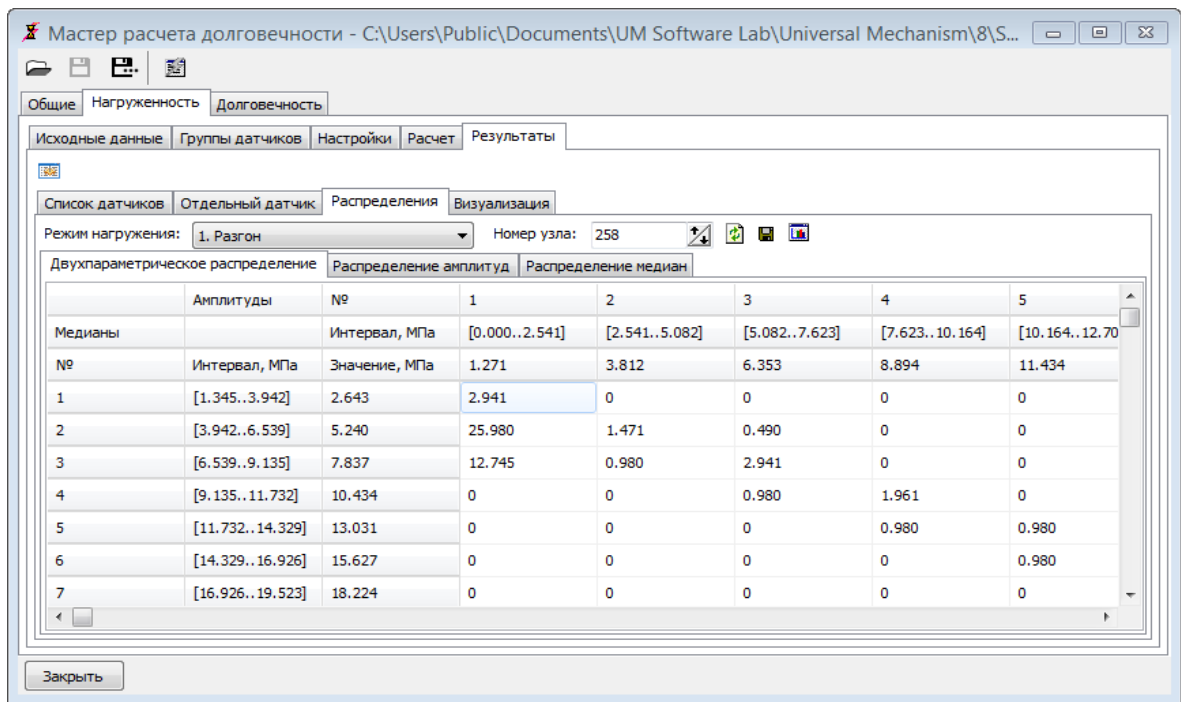 Мастер расчета долговечности - C:\Users\Public\Documents\UM Software Lab\Universal Mechanism\8\S...
Общие Нагруженность Долговечность
Исходные данные Группы датчиков Настройки Расчет Результаты
Список датчиков Отдельный датчик Распределения Визуализация
Режим нагружения: 1. Разгон Номер узла: 258
Двухпараметрическое распределение Распределение амплитуд Распределение медиан
Амплитуды № 1 2 3 4 5
Медианы Интервал, МПа [0.000..2.541] [2.541..5.082] [5.082..7.623] [7.623..10.164] [10.164..12.70
№ Интервал, МПа Значение, МПа 1.271 3.812 6.353 8.894 11.434
1 [1.345..3.942] 2.643 2.941 0 0 0 0
2 [3.942..6.539] 5.240 25.980 1.471 0.490 0 0
3 [6.539..9.135] 7.837 12.745 0.980 2.941 0 0
4 [9.135..11.732] 10.434 0 0 0.980 1.961 0
5 [11.732..14.329] 13.031 0 0 0 0.980 0.980
6 [14.329..16.926] 15.627 0 0 0 0 0.980
7 [16.926..19.523] 18.224 0 0 0 0 0
Закрыть